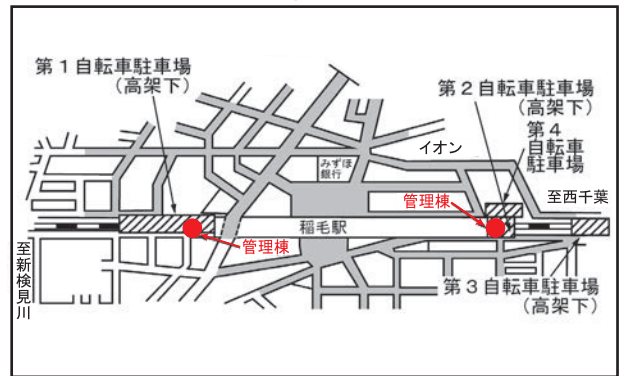 第1自転車駐車場
(高架下)
第2自転車駐車場
(高架下)
第4
自転車
駐車場
イオン
みずほ
銀行
至西千葉
管理棟
稲毛駅
管理棟
至新検見川
第3自転車駐車場
(高架下)